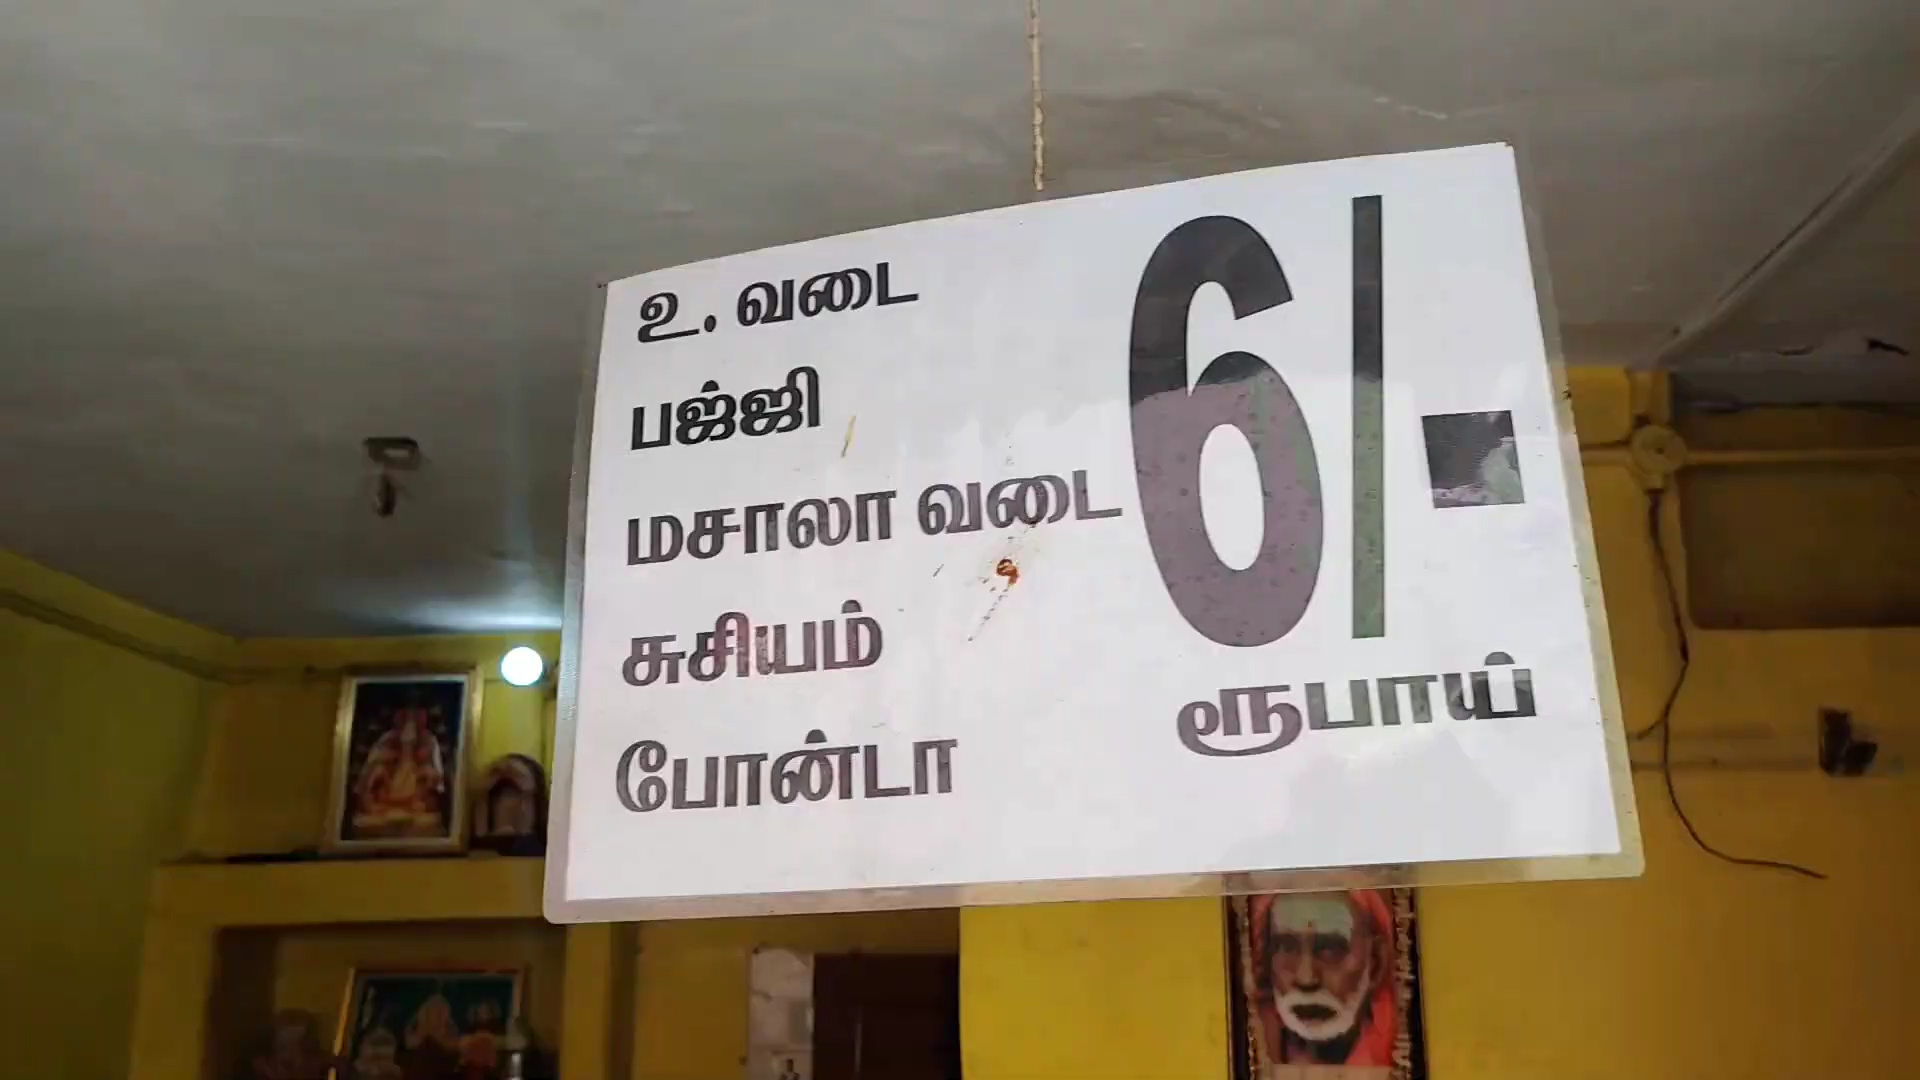 உ. வடை
பஜ்ஜி
மசாலா வடை
சுசியம்
போன்டா
6/-
ரூபாய்